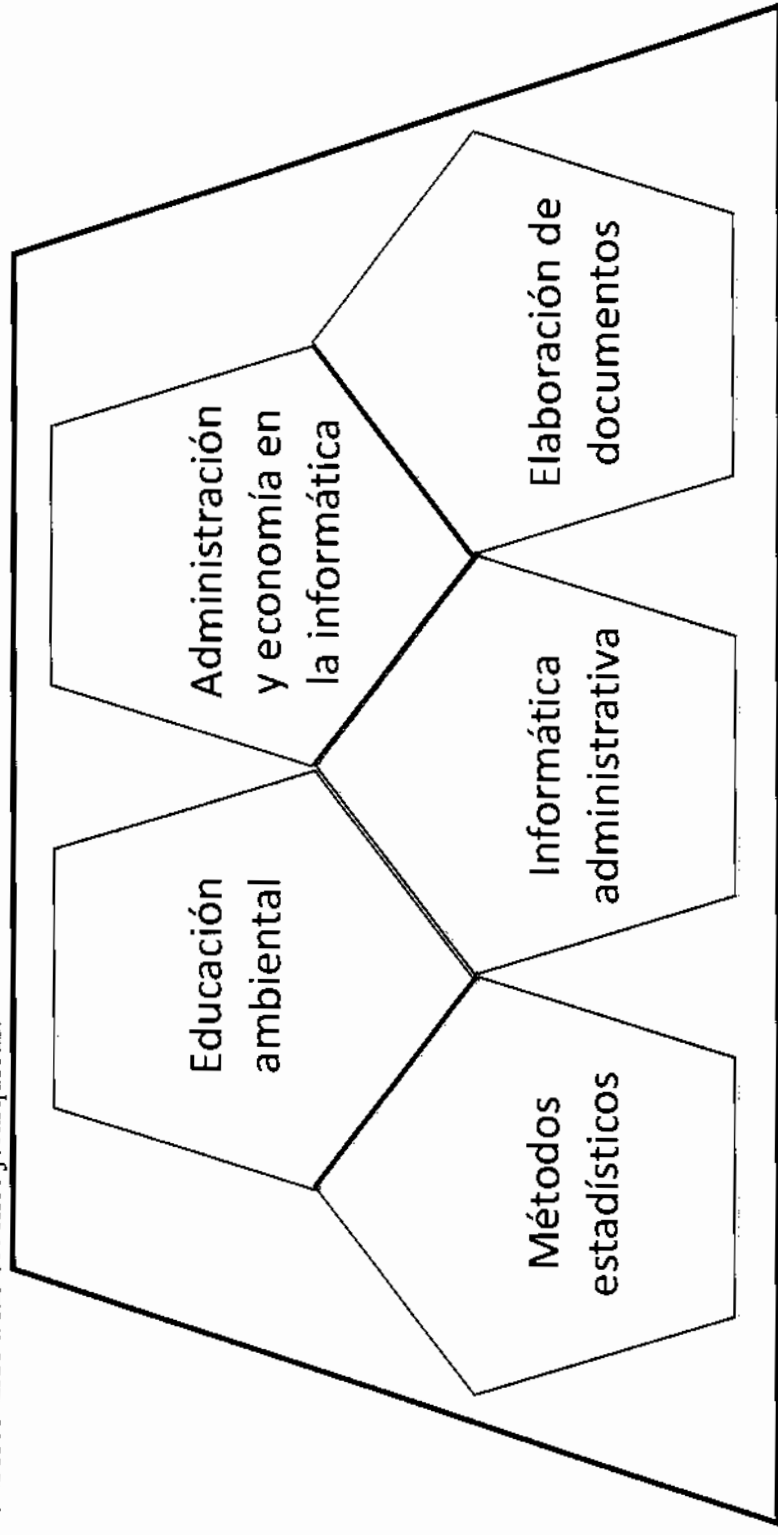 Educación
ambiental
Administración
y economía en
la informática
Métodos
estadísticos
Informática
administrativa
Elaboración de
documentos